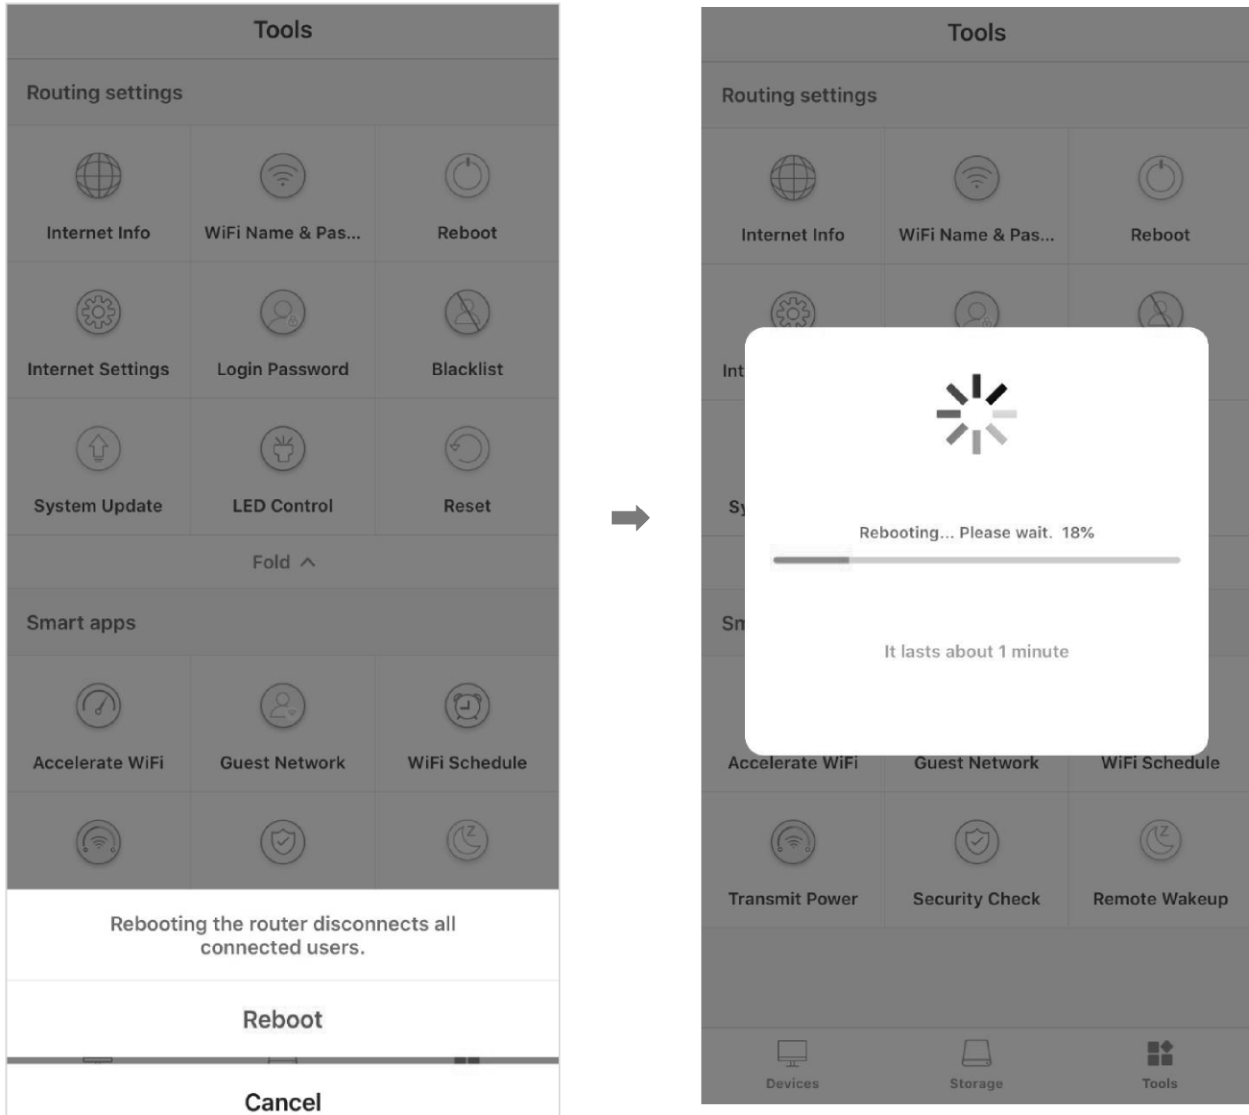 Tools
Routing settings
Internet Info
WiFi Name & Pas...
Reboot
Internet Settings
Login Password
Blacklist
System Update
LED Control
Reset
Fold
Smart apps
Accelerate WiFi
Guest Network
WiFi Schedule
Rebooting the router disconnects all
connected users.
Reboot
Cancel
Tools
Routing settings
Internet Info
WiFi Name & Pas...
Reboot
Int
Rebooting... Please wait. 18%
It lasts about 1 minute
Accelerate WiFi
Guest Network
WiFi Schedule
Transmit Power
Security Check
Remote Wakeup
Devices
Storage
Tools